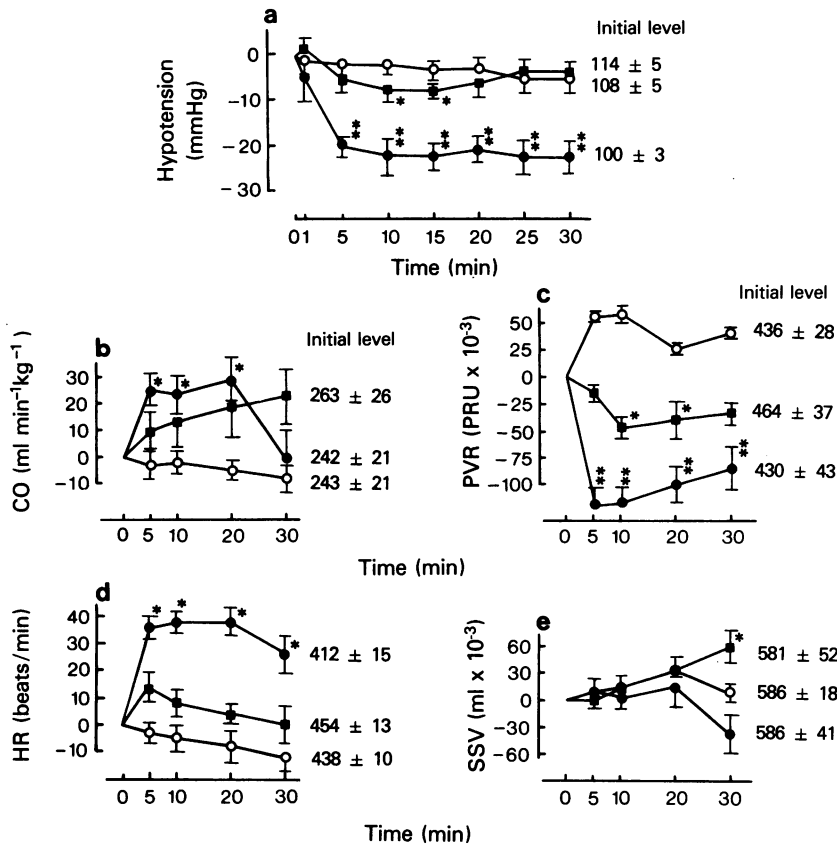 a
Initial level
Hypotension
(mmHg)
0
-10
-20
-30
* *
** ** ** ** ** **
114 ± 5
108 ± 5
100 ± 3
0 1 5 10 15 20 25 30
Time (min)
b
Initial level
CO (ml min⁻¹kg⁻¹)
30
20
10
0
-10
* * *
263 ± 26
242 ± 21
243 ± 21
0 5 10 20 30
c
Initial level
PVR (PRU x 10⁻³)
50
25
0
-25
-50
-75
-100
* *
** ** ** **
436 ± 28
464 ± 37
430 ± 43
0 5 10 20 30
Time (min)
d
HR (beats/min)
40
30
20
10
0
-10
* * * *
412 ± 15
454 ± 13
438 ± 10
0 5 10 20 30
Time (min)
e
SSV (ml x 10⁻³)
60
30
0
-30
-60
*
581 ± 52
586 ± 18
586 ± 41
0 5 10 20 30
Time (min)